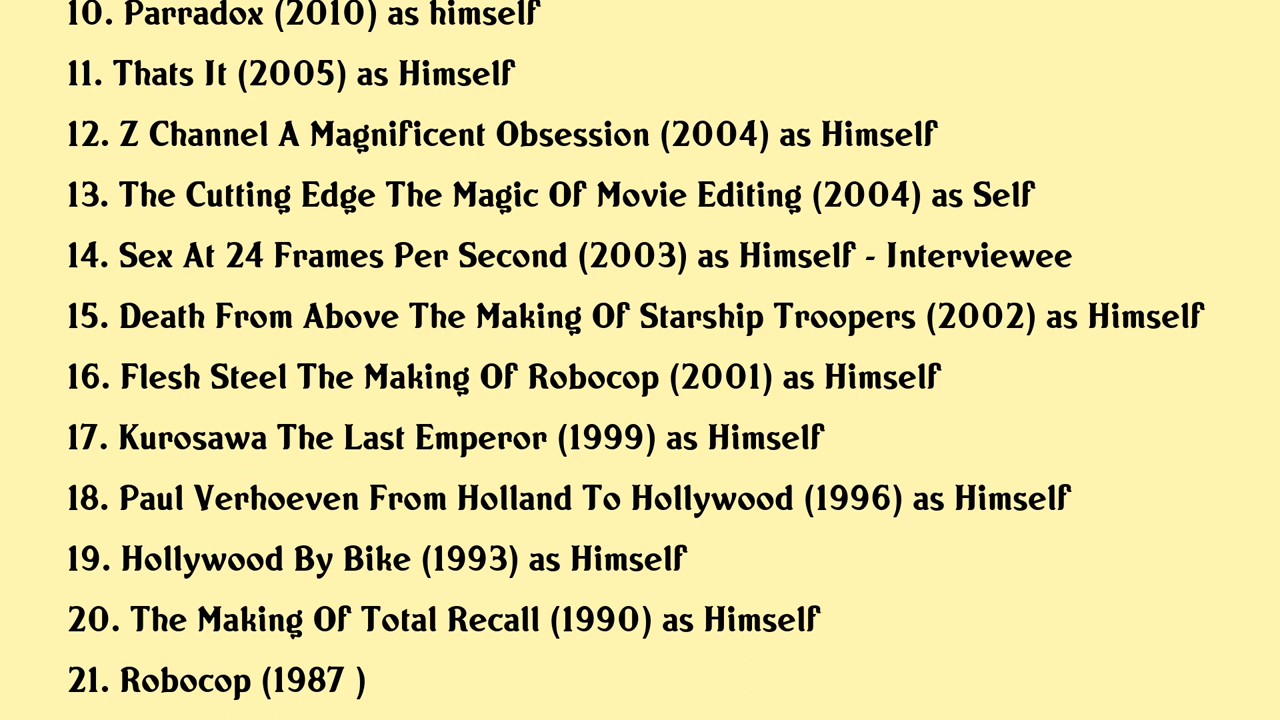 10. Parradox (2010) as himself
11. Thats It (2005) as Himself
12. Z Channel A Magnificent Obsession (2004) as Himself
13. The Cutting Edge The Magic Of Movie Editing (2004) as Self
14. Sex At 24 Frames Per Second (2003) as Himself - Interviewee
15. Death From Above The Making Of Starship Troopers (2002) as Himself
16. Flesh Steel The Making Of Robocop (2001) as Himself
17. Kurosawa The Last Emperor (1999) as Himself
18. Paul Verhoeven From Holland To Hollywood (1996) as Himself
19. Hollywood By Bike (1993) as Himself
20. The Making Of Total Recall (1990) as Himself
21. Robocop (1987 )